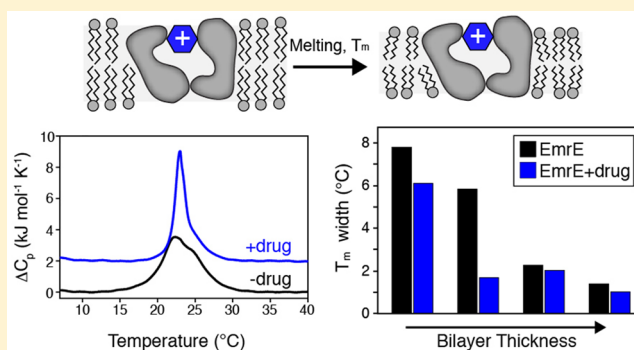 +
Melting, Tm
+
10
8
6
4
2
0
ΔCp (kJ mol-1 K-1)
+drug
-drug
10 15 20 25 30 35 40
Temperature (°C)
EmrE
EmrE+drug
8
6
4
2
0
Tm width (°C)
Bilayer Thickness